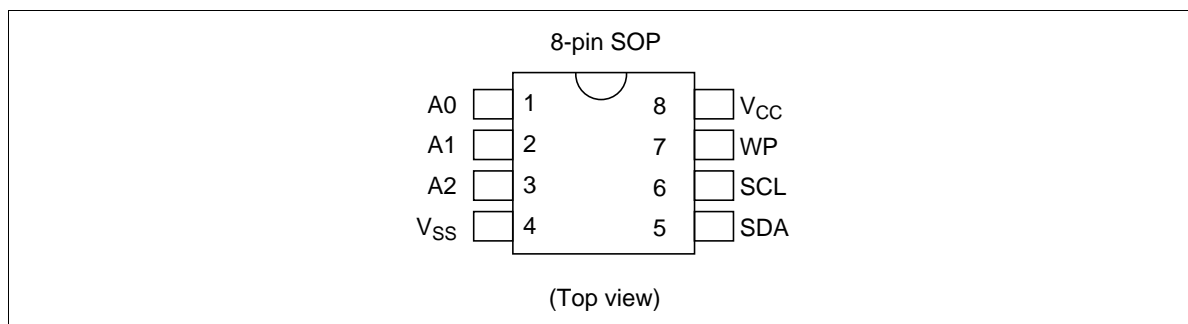 8-pin SOP
A0 1 8 VCC
A1 2 7 WP
A2 3 6 SCL
VSS 4 5 SDA
(Top view)